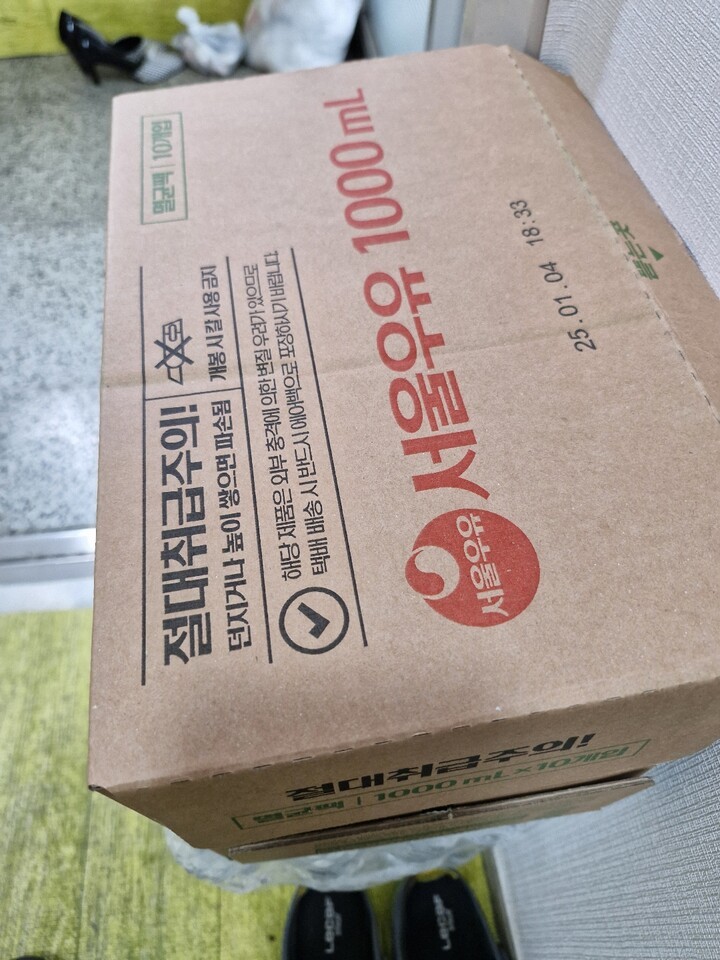 멸균팩 | 10개입
절대취급주의!
던지거나 높이 쌓으면 파손됨
개봉 시 칼 사용 금지
해당 제품은 외부 충격에 의한 변질 우려가 있으므로
택배 배송 시 반드시 에어백으로 포장하시기 바랍니다.
서울우유 1000mL
서울우유
25.01.04 18:33
절대취급주의!
멸균팩 | 1000 mL×10개입